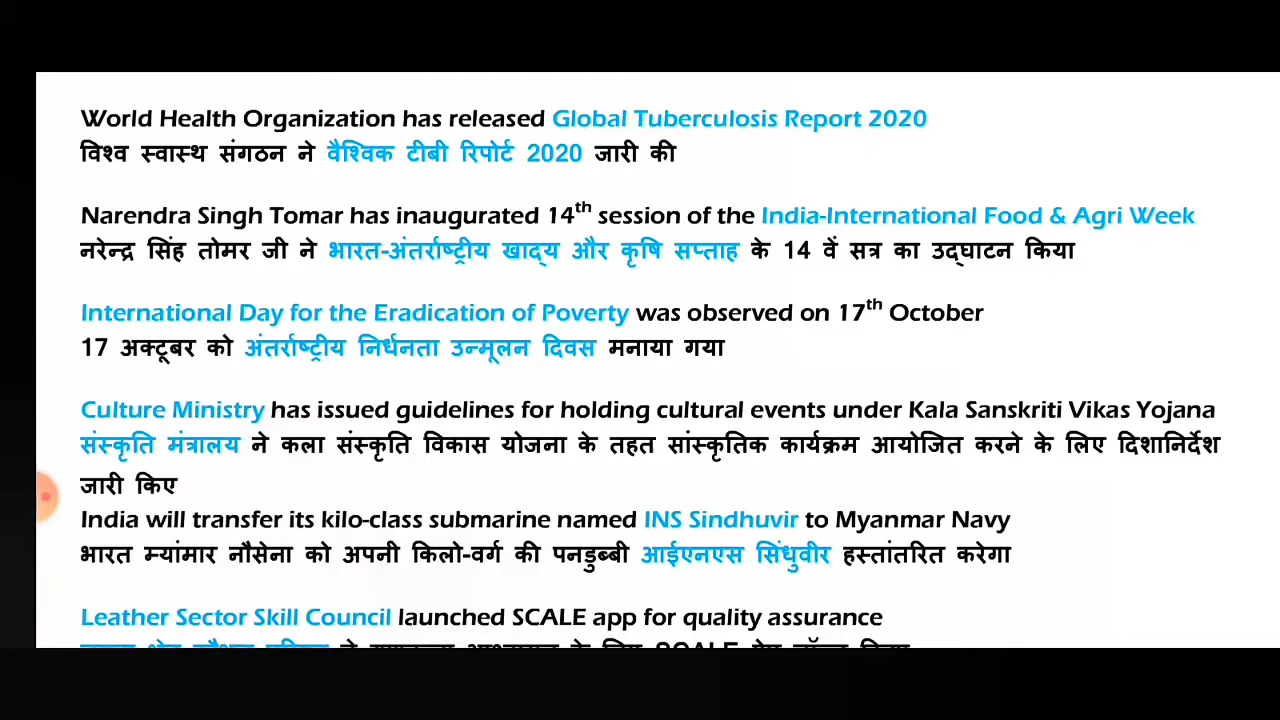 World Health Organization has released Global Tuberculosis Report 2020
विश्व स्वास्थ संगठन ने वैश्विक टीबी रिपोर्ट 2020 जारी की
Narendra Singh Tomar has inaugurated 14th session of the India-International Food & Agri Week
नरेन्द्र सिंह तोमर जी ने भारत-अंतर्राष्ट्रीय खाद्य और कृषि सप्ताह के 14 वें सत्र का उद्घाटन किया
International Day for the Eradication of Poverty was observed on 17th October
17 अक्टूबर को अंतर्राष्ट्रीय निर्धनता उन्मूलन दिवस मनाया गया
Culture Ministry has issued guidelines for holding cultural events under Kala Sanskriti Vikas Yojana
संस्कृति मंत्रालय ने कला संस्कृति विकास योजना के तहत सांस्कृतिक कार्यक्रम आयोजित करने के लिए दिशानिर्देश
जारी किए
India will transfer its kilo-class submarine named INS Sindhuvir to Myanmar Navy
भारत म्यांमार नौसेना को अपनी किलो-वर्ग की पनडुब्बी आईएनएस सिंधुवीर हस्तांतरित करेगा
Leather Sector Skill Council launched SCALE app for quality assurance